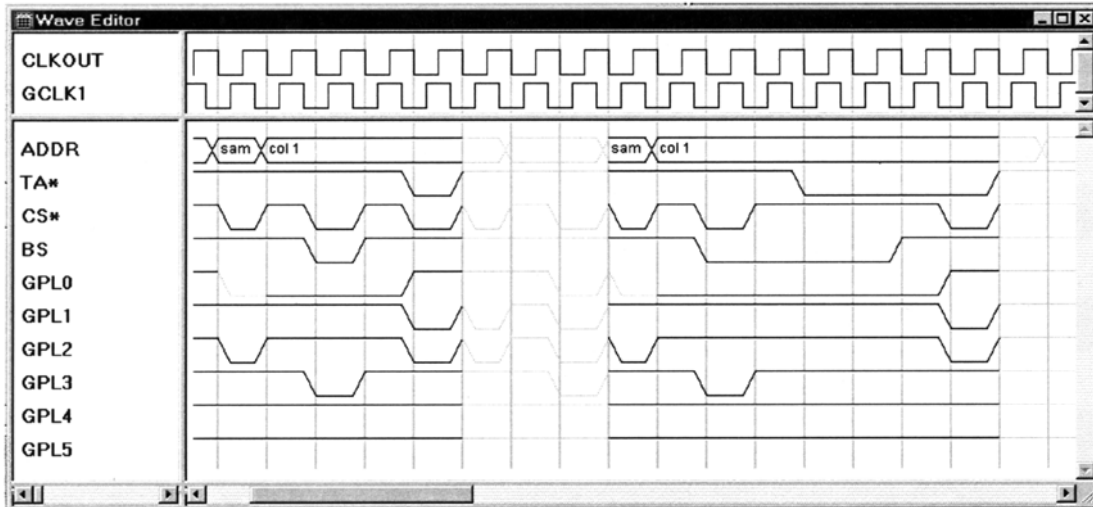 Wave Editor
CLKOUT
GCLK1
ADDR
sam col 1 sam col 1
TA*
CS*
BS
GPL0
GPL1
GPL2
GPL3
GPL4
GPL5